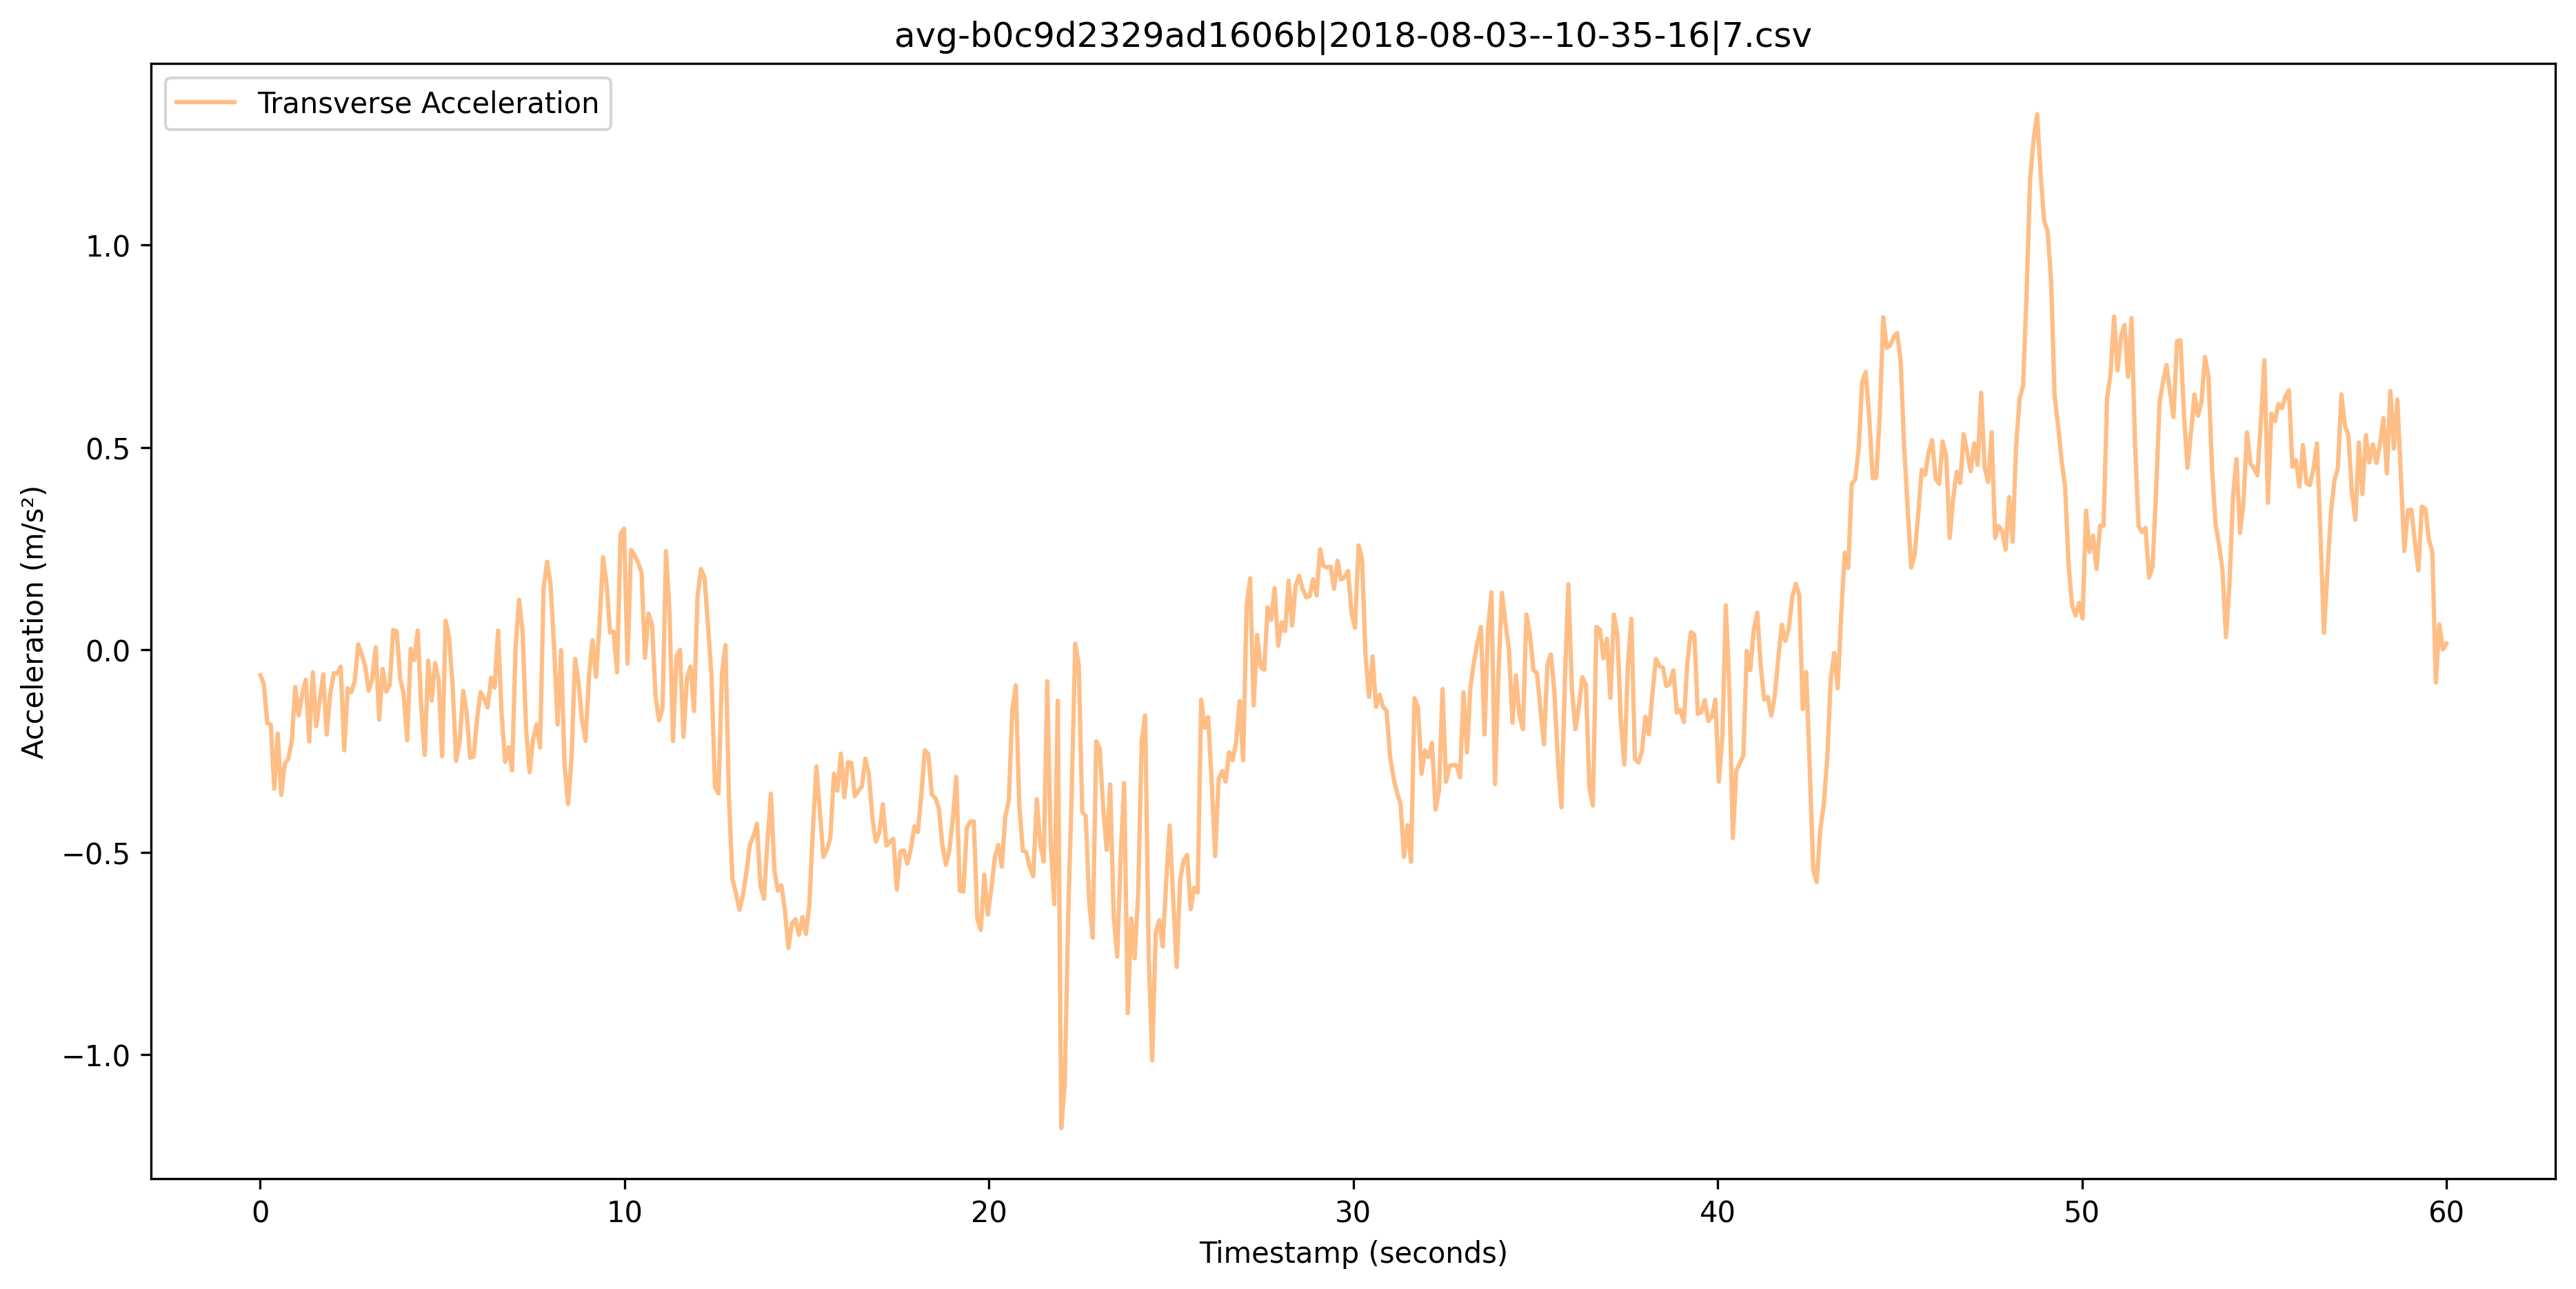 avg-b0c9d2329ad1606b|2018-08-03--10-35-16|7.csv
Transverse Acceleration
Acceleration (m/s²)
1.0
0.5
0.0
−0.5
−1.0
0 10 20 30 40 50 60
Timestamp (seconds)